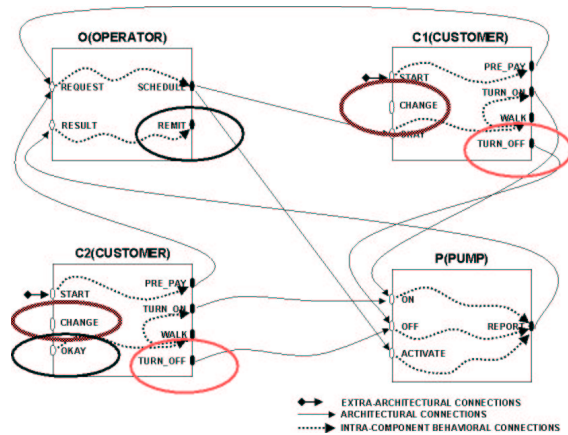 O(OPERATOR)
REQUEST
SCHEDULE
RESULT
REMIT
C1(CUSTOMER)
START
PRE_PAY
TURN_ON
CHANGE
WALK
OKAY
TURN_OFF
C2(CUSTOMER)
START
PRE_PAY
TURN_ON
CHANGE
WALK
OKAY
TURN_OFF
P(PUMP)
ON
OFF
REPORT
ACTIVATE
EXTRA-ARCHITECTURAL CONNECTIONS
ARCHITECTURAL CONNECTIONS
INTRA-COMPONENT BEHAVIORAL CONNECTIONS